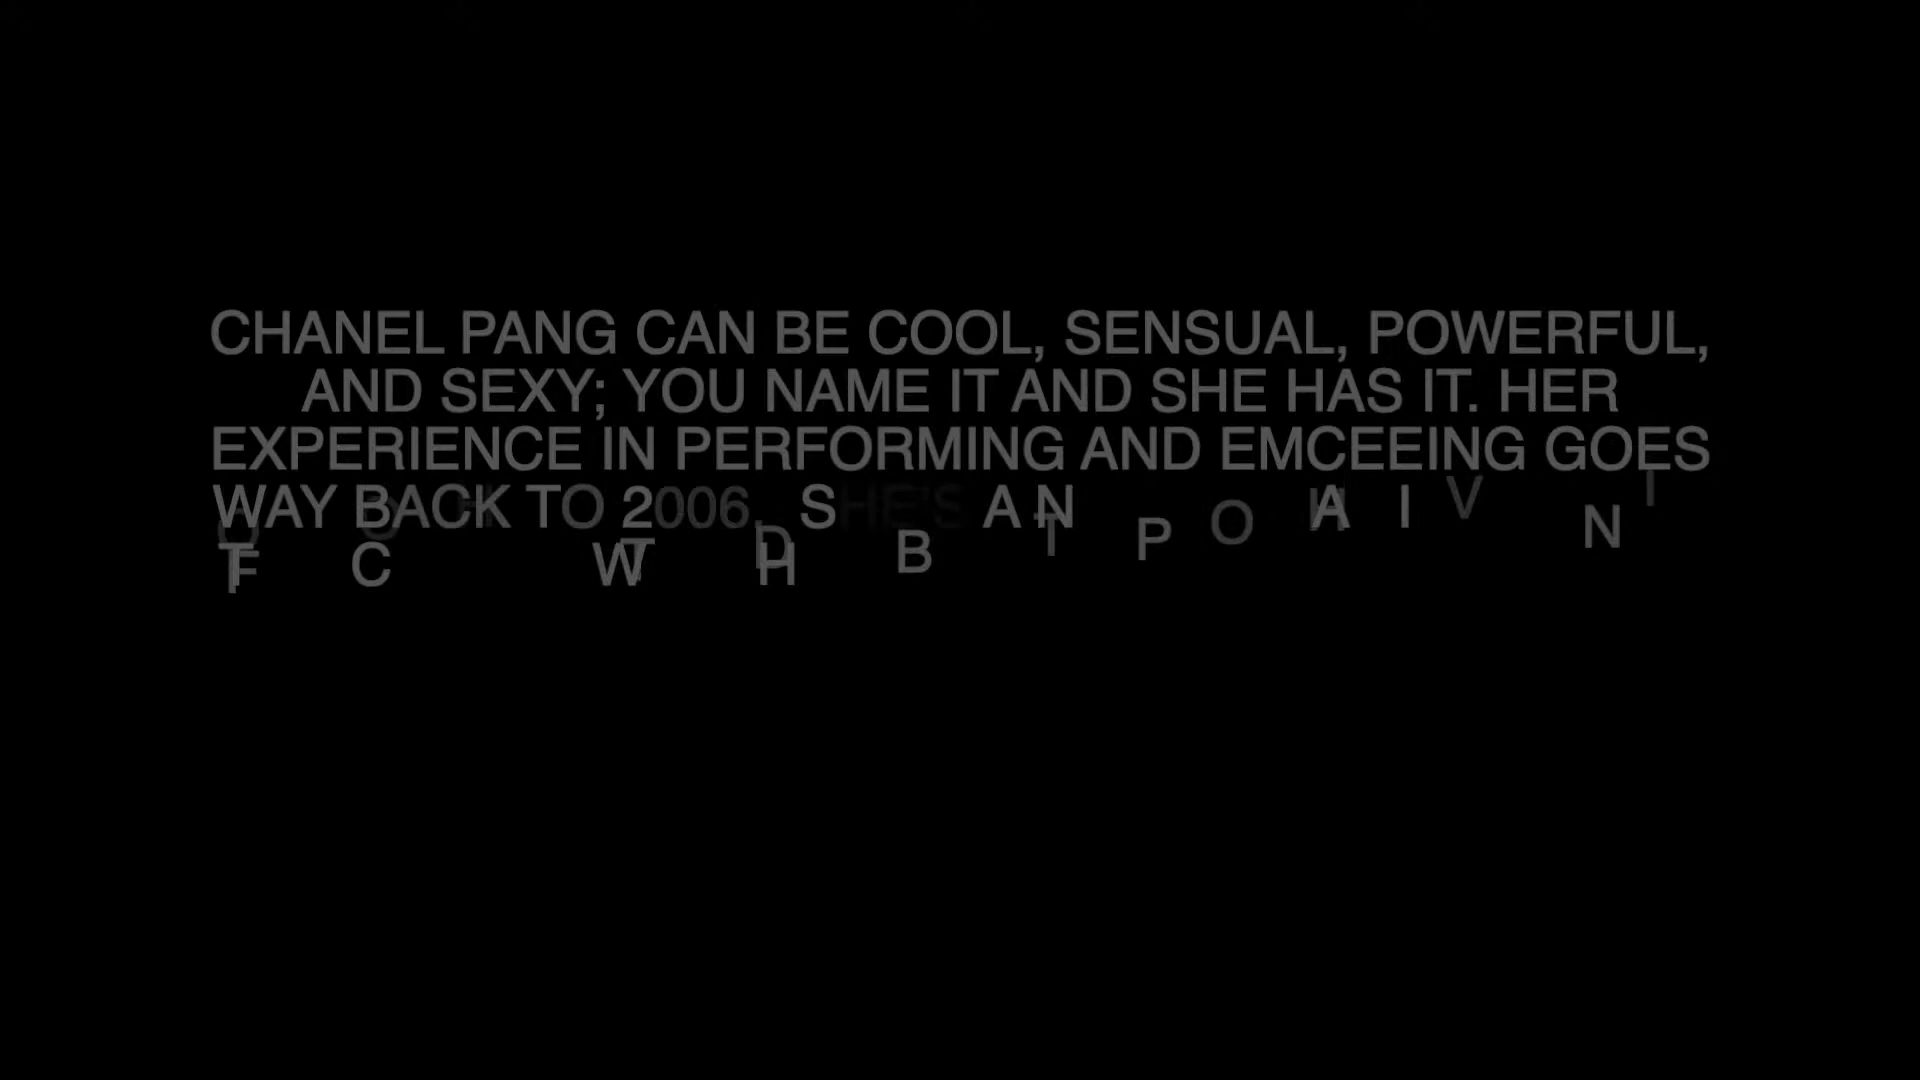 CHANEL PANG CAN BE COOL, SENSUAL, POWERFUL,
AND SEXY; YOU NAME IT AND SHE HAS IT. HER
EXPERIENCE IN PERFORMING AND EMCEEING GOES
WAY BACK TO 2006. SHE'S